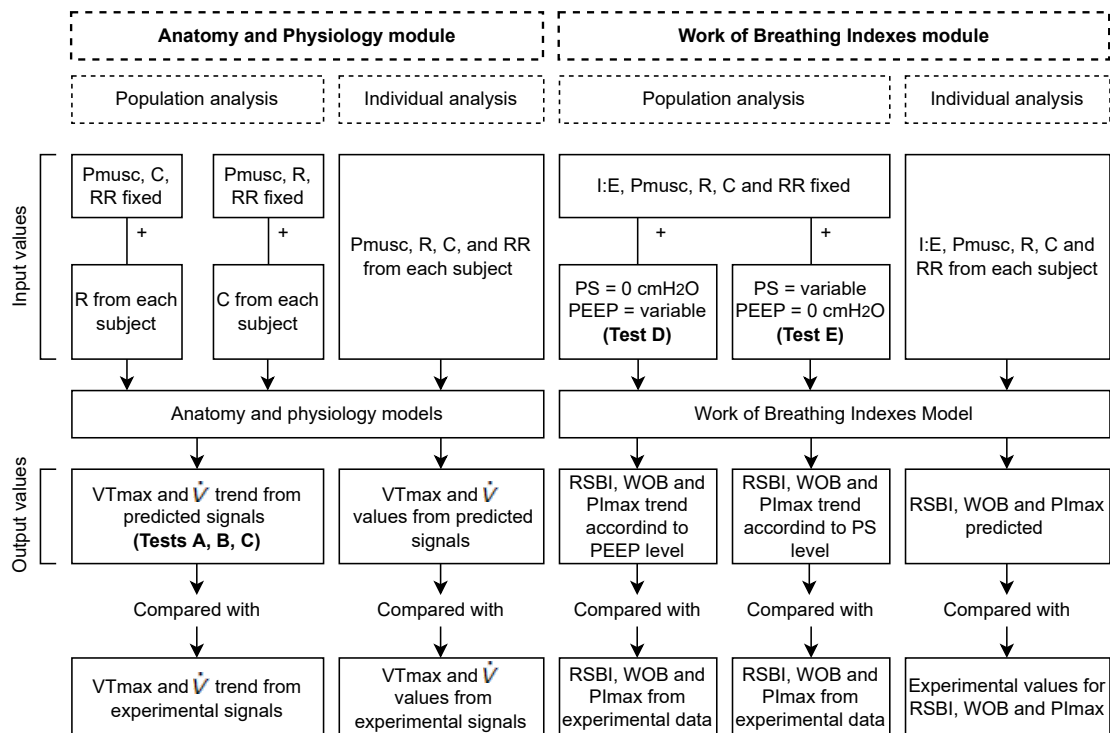 Anatomy and Physiology module
Work of Breathing Indexes module
Population analysis
Individual analysis
Population analysis
Individual analysis
Input values
Pmusc, C,
RR fixed
+
R from each
subject
Pmusc, R,
RR fixed
+
C from each
subject
Pmusc, R, C, and RR
from each subject
I:E, Pmusc, R, C and RR fixed
+
PS = 0 cmH2O
PEEP = variable
(Test D)
+
PS = variable
PEEP = 0 cmH2O
(Test E)
I:E, Pmusc, R, C and
RR from each subject
Anatomy and physiology models
Work of Breathing Indexes Model
Output values
VTmax and V̇ trend from
predicted signals
(Tests A, B, C)
VTmax and V̇
values from predicted
signals
RSBI, WOB and
PImax trend
accordind to
PEEP level
RSBI, WOB and
PImax trend
accordind to PS
level
RSBI, WOB and PImax
predicted
Compared with
Compared with
Compared with
Compared with
Compared with
VTmax and V̇ trend from
experimental signals
VTmax and V̇
values from
experimental signals
RSBI, WOB and
PImax from
experimental data
RSBI, WOB and
PImax from
experimental data
Experimental values for
RSBI, WOB and PImax